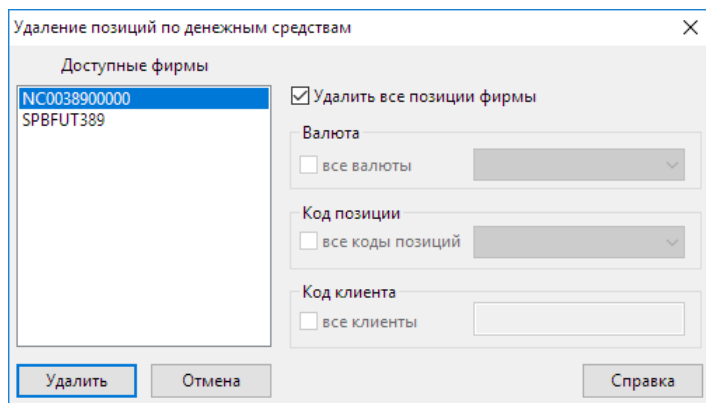 Удаление позиций по денежным средствам
Доступные фирмы
NC0038900000
SPBFUT389
Удалить все позиции фирмы
Валюта
все валюты
Код позиции
все коды позиций
Код клиента
все клиенты
Удалить
Отмена
Справка